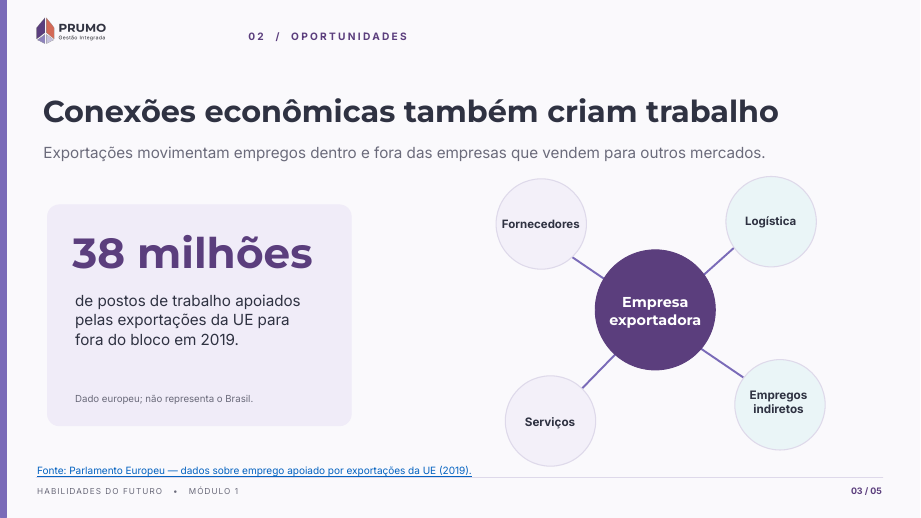 PRUMO
Gestão Integrada
02 / OPORTUNIDADES
Conexões econômicas também criam trabalho
Exportações movimentam empregos dentro e fora das empresas que vendem para outros mercados.
38 milhões
de postos de trabalho apoiados
pelas exportações da UE para
fora do bloco em 2019.
Dado europeu; não representa o Brasil.
Fornecedores
Logística
Empresa
exportadora
Serviços
Empregos
indiretos
Fonte: Parlamento Europeu — dados sobre emprego apoiado por exportações da UE (2019).
HABILIDADES DO FUTURO • MÓDULO 1
03 / 05